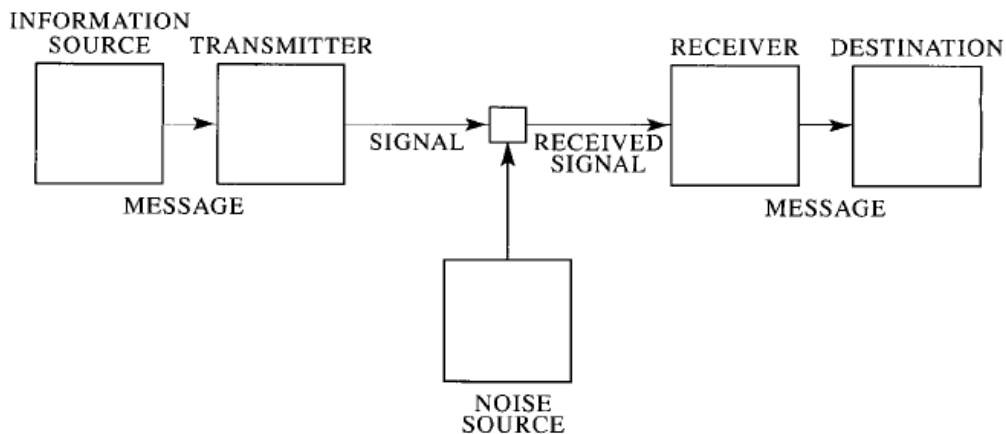 INFORMATION
SOURCE
TRANSMITTER
RECEIVER
DESTINATION
SIGNAL
RECEIVED
SIGNAL
MESSAGE
MESSAGE
NOISE
SOURCE